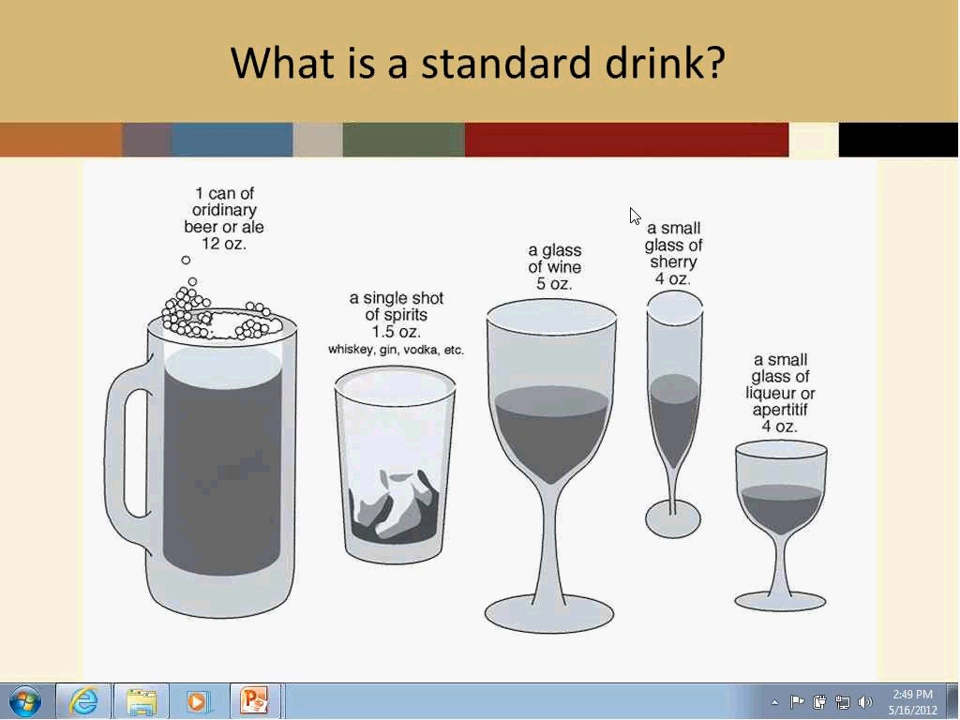 What is a standard drink?
1 can of
oridinary
beer or ale
12 oz.
a single shot
of spirits
1.5 oz.
whiskey, gin, vodka, etc.
a glass
of wine
5 oz.
a small
glass of
sherry
4 oz.
a small
glass of
liqueur or
apertitif
4 oz.
2:49 PM
5/16/2012